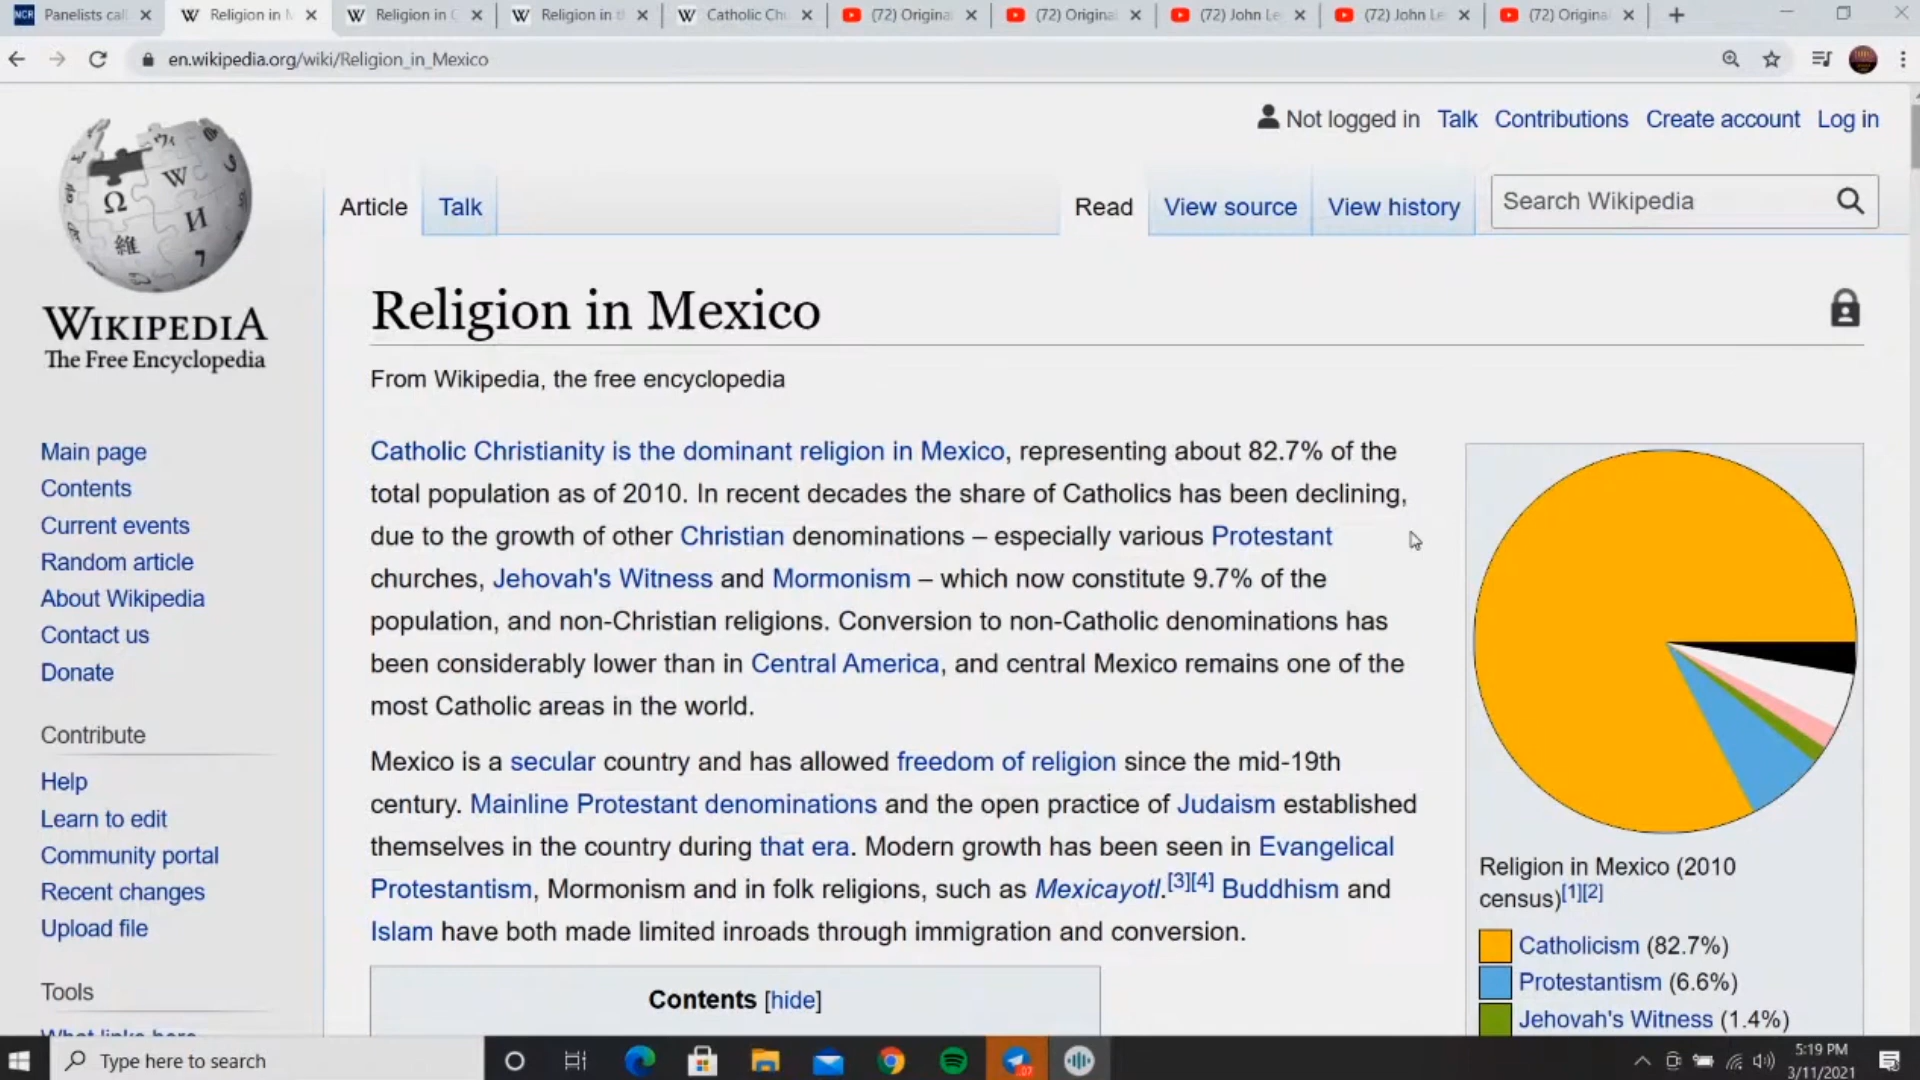 NCR Panelists cal
W Religion in M
W Religion in
W Religion in t
W Catholic Ch
(72) Origina
(72) Origina
(72) John Le
(72) John Le
(72) Origina
en.wikipedia.org/wiki/Religion_in_Mexico
Not logged in Talk Contributions Create account Log in
Article Talk Read View source View history Search Wikipedia
Ω W И 維 7
WIKIPEDIA
The Free Encyclopedia
Main page
Contents
Current events
Random article
About Wikipedia
Contact us
Donate
Contribute
Help
Learn to edit
Community portal
Recent changes
Upload file
Tools
What links here
Religion in Mexico
From Wikipedia, the free encyclopedia
Catholic Christianity is the dominant religion in Mexico, representing about 82.7% of the
total population as of 2010. In recent decades the share of Catholics has been declining,
due to the growth of other Christian denominations – especially various Protestant
churches, Jehovah's Witness and Mormonism – which now constitute 9.7% of the
population, and non-Christian religions. Conversion to non-Catholic denominations has
been considerably lower than in Central America, and central Mexico remains one of the
most Catholic areas in the world.
Mexico is a secular country and has allowed freedom of religion since the mid-19th
century. Mainline Protestant denominations and the open practice of Judaism established
themselves in the country during that era. Modern growth has been seen in Evangelical
Protestantism, Mormonism and in folk religions, such as Mexicayotl.[3][4] Buddhism and
Islam have both made limited inroads through immigration and conversion.
Contents [hide]
Religion in Mexico (2010
census)[1][2]
Catholicism (82.7%)
Protestantism (6.6%)
Jehovah's Witness (1.4%)
Type here to search
5:19 PM
3/11/2021